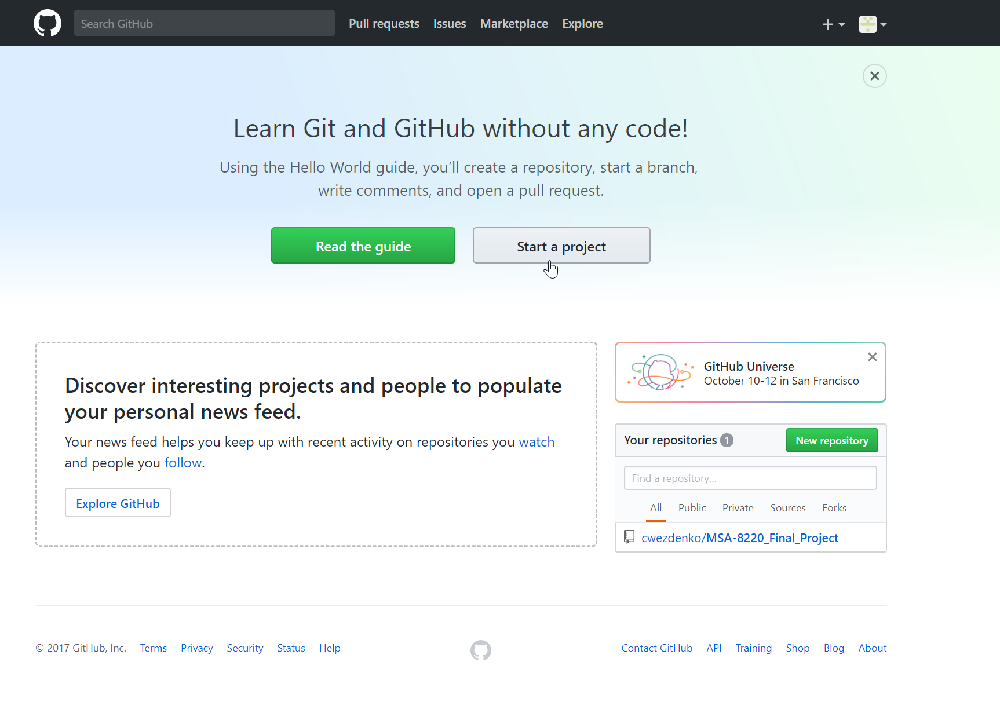 Search GitHub
Pull requests
Issues
Marketplace
Explore
Learn Git and GitHub without any code!
Using the Hello World guide, you’ll create a repository, start a branch,
write comments, and open a pull request.
Read the guide
Start a project
Discover interesting projects and people to populate
your personal news feed.
Your news feed helps you keep up with recent activity on repositories you watch
and people you follow.
Explore GitHub
GitHub Universe
October 10-12 in San Francisco
Your repositories 1
New repository
Find a repository...
All
Public
Private
Sources
Forks
cwezdenko/MSA-8220_Final_Project
© 2017 GitHub, Inc.
Terms
Privacy
Security
Status
Help
Contact GitHub
API
Training
Shop
Blog
About